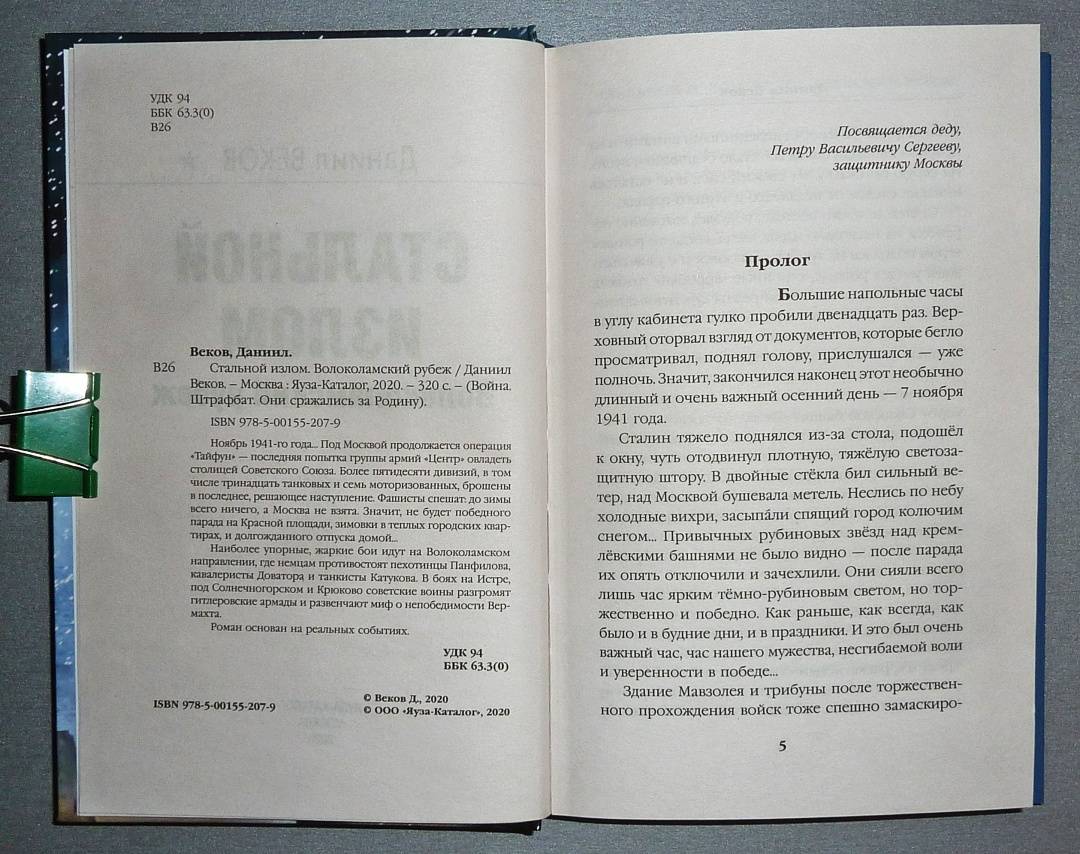 УДК 94
ББК 63.3(0)
В26
Веков, Даниил.
В26 Стальной излом. Волоколамский рубеж / Даниил
Веков. – Москва : Яуза-Каталог, 2020. – 320 с. – (Война.
Штрафбат. Они сражались за Родину).
ISBN 978-5-00155-207-9
Ноябрь 1941-го года... Под Москвой продолжается операция
«Тайфун» — последняя попытка группы армий «Центр» овладеть
столицей Советского Союза. Более пятидесяти дивизий, в том
числе тринадцать танковых и семь моторизованных, брошены
в последнее, решающее наступление. Фашисты спешат: до зимы
всего ничего, а Москва не взята. Значит, не будет победного
парада на Красной площади, зимовки в теплых городских квар-
тирах, и долгожданного отпуска домой...
Наиболее упорные, жаркие бои идут на Волоколамском
направлении, где немцам противостоят пехотинцы Панфилова,
кавалеристы Доватора и танкисты Катукова. В боях на Истре,
под Солнечногорском и Крюково советские воины разгромят
гитлеровские армады и развенчают миф о непобедимости Вер-
махта.
Роман основан на реальных событиях.
УДК 94
ББК 63.3(0)
ISBN 978-5-00155-207-9
© Веков Д., 2020
© ООО «Яуза-Каталог», 2020
Посвящается деду,
Петру Васильевичу Сергееву,
защитнику Москвы
Пролог
Большие напольные часы
в углу кабинета гулко пробили двенадцать раз. Вер-
ховный оторвал взгляд от документов, которые бегло
просматривал, поднял голову, прислушался — уже
полночь. Значит, закончился наконец этот необычно
длинный и очень важный осенний день — 7 ноября
1941 года.
Сталин тяжело поднялся из-за стола, подошёл
к окну, чуть отодвинул плотную, тяжёлую светоза-
щитную штору. В двойные стёкла бил сильный ве-
тер, над Москвой бушевала метель. Неслись по небу
холодные вихри, засыпа́ли спящий город колючим
снегом... Привычных рубиновых звёзд над крем-
лёвскими башнями не было видно — после парада
их опять отключили и зачехлили. Они сияли всего
лишь час ярким тёмно-рубиновым светом, но тор-
жественно и победно. Как раньше, как всегда, как
было и в будние дни, и в праздники. И это был очень
важный час, час нашего мужества, несгибаемой воли
и уверенности в победе...
Здание Мавзолея и трибуны после торжествен-
ного прохождения войск тоже спешно замаскиро-
5